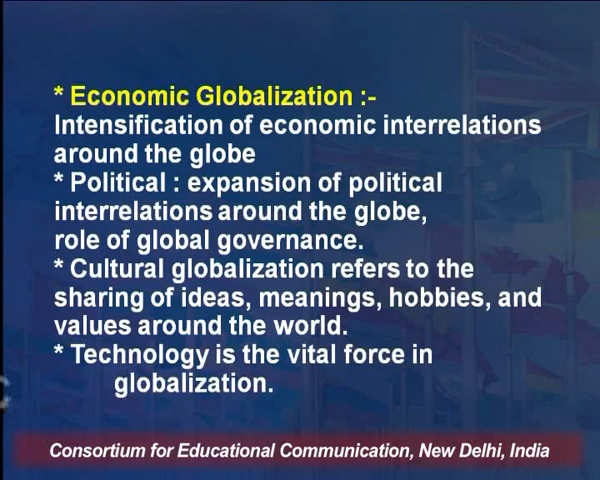 * Economic Globalization :-
Intensification of economic interrelations
around the globe
* Political : expansion of political
interrelations around the globe,
role of global governance.
* Cultural globalization refers to the
sharing of ideas, meanings, hobbies, and
values around the world.
* Technology is the vital force in
globalization.
Consortium for Educational Communication, New Delhi, India